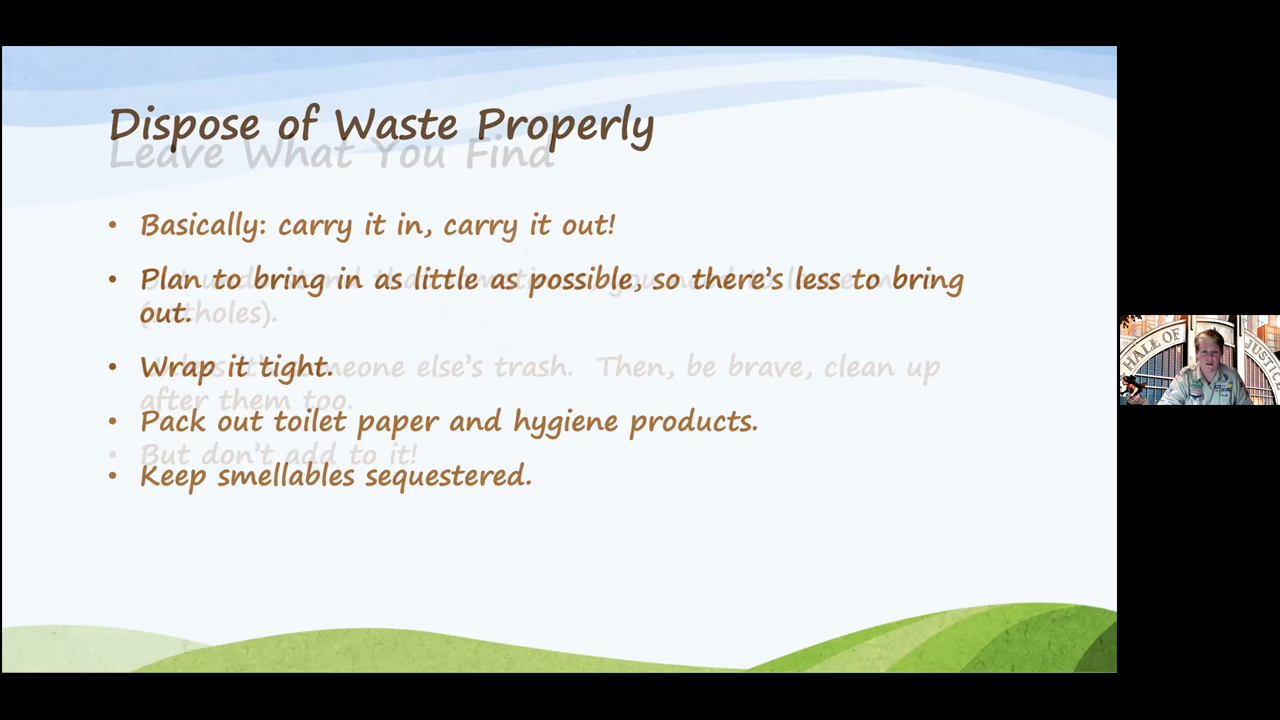 Dispose of Waste Properly
Leave What You Find
• Basically: carry it in, carry it out!
• Plan to bring in as little as possible, so there's less to bring
out.
holes).
• Wrap it tight.
someone else's trash. Then, be brave, clean up
after them too.
• Pack out toilet paper and hygiene products.
• But don't add to it!
• Keep smellables sequestered.
HALL OF
JUSTICE